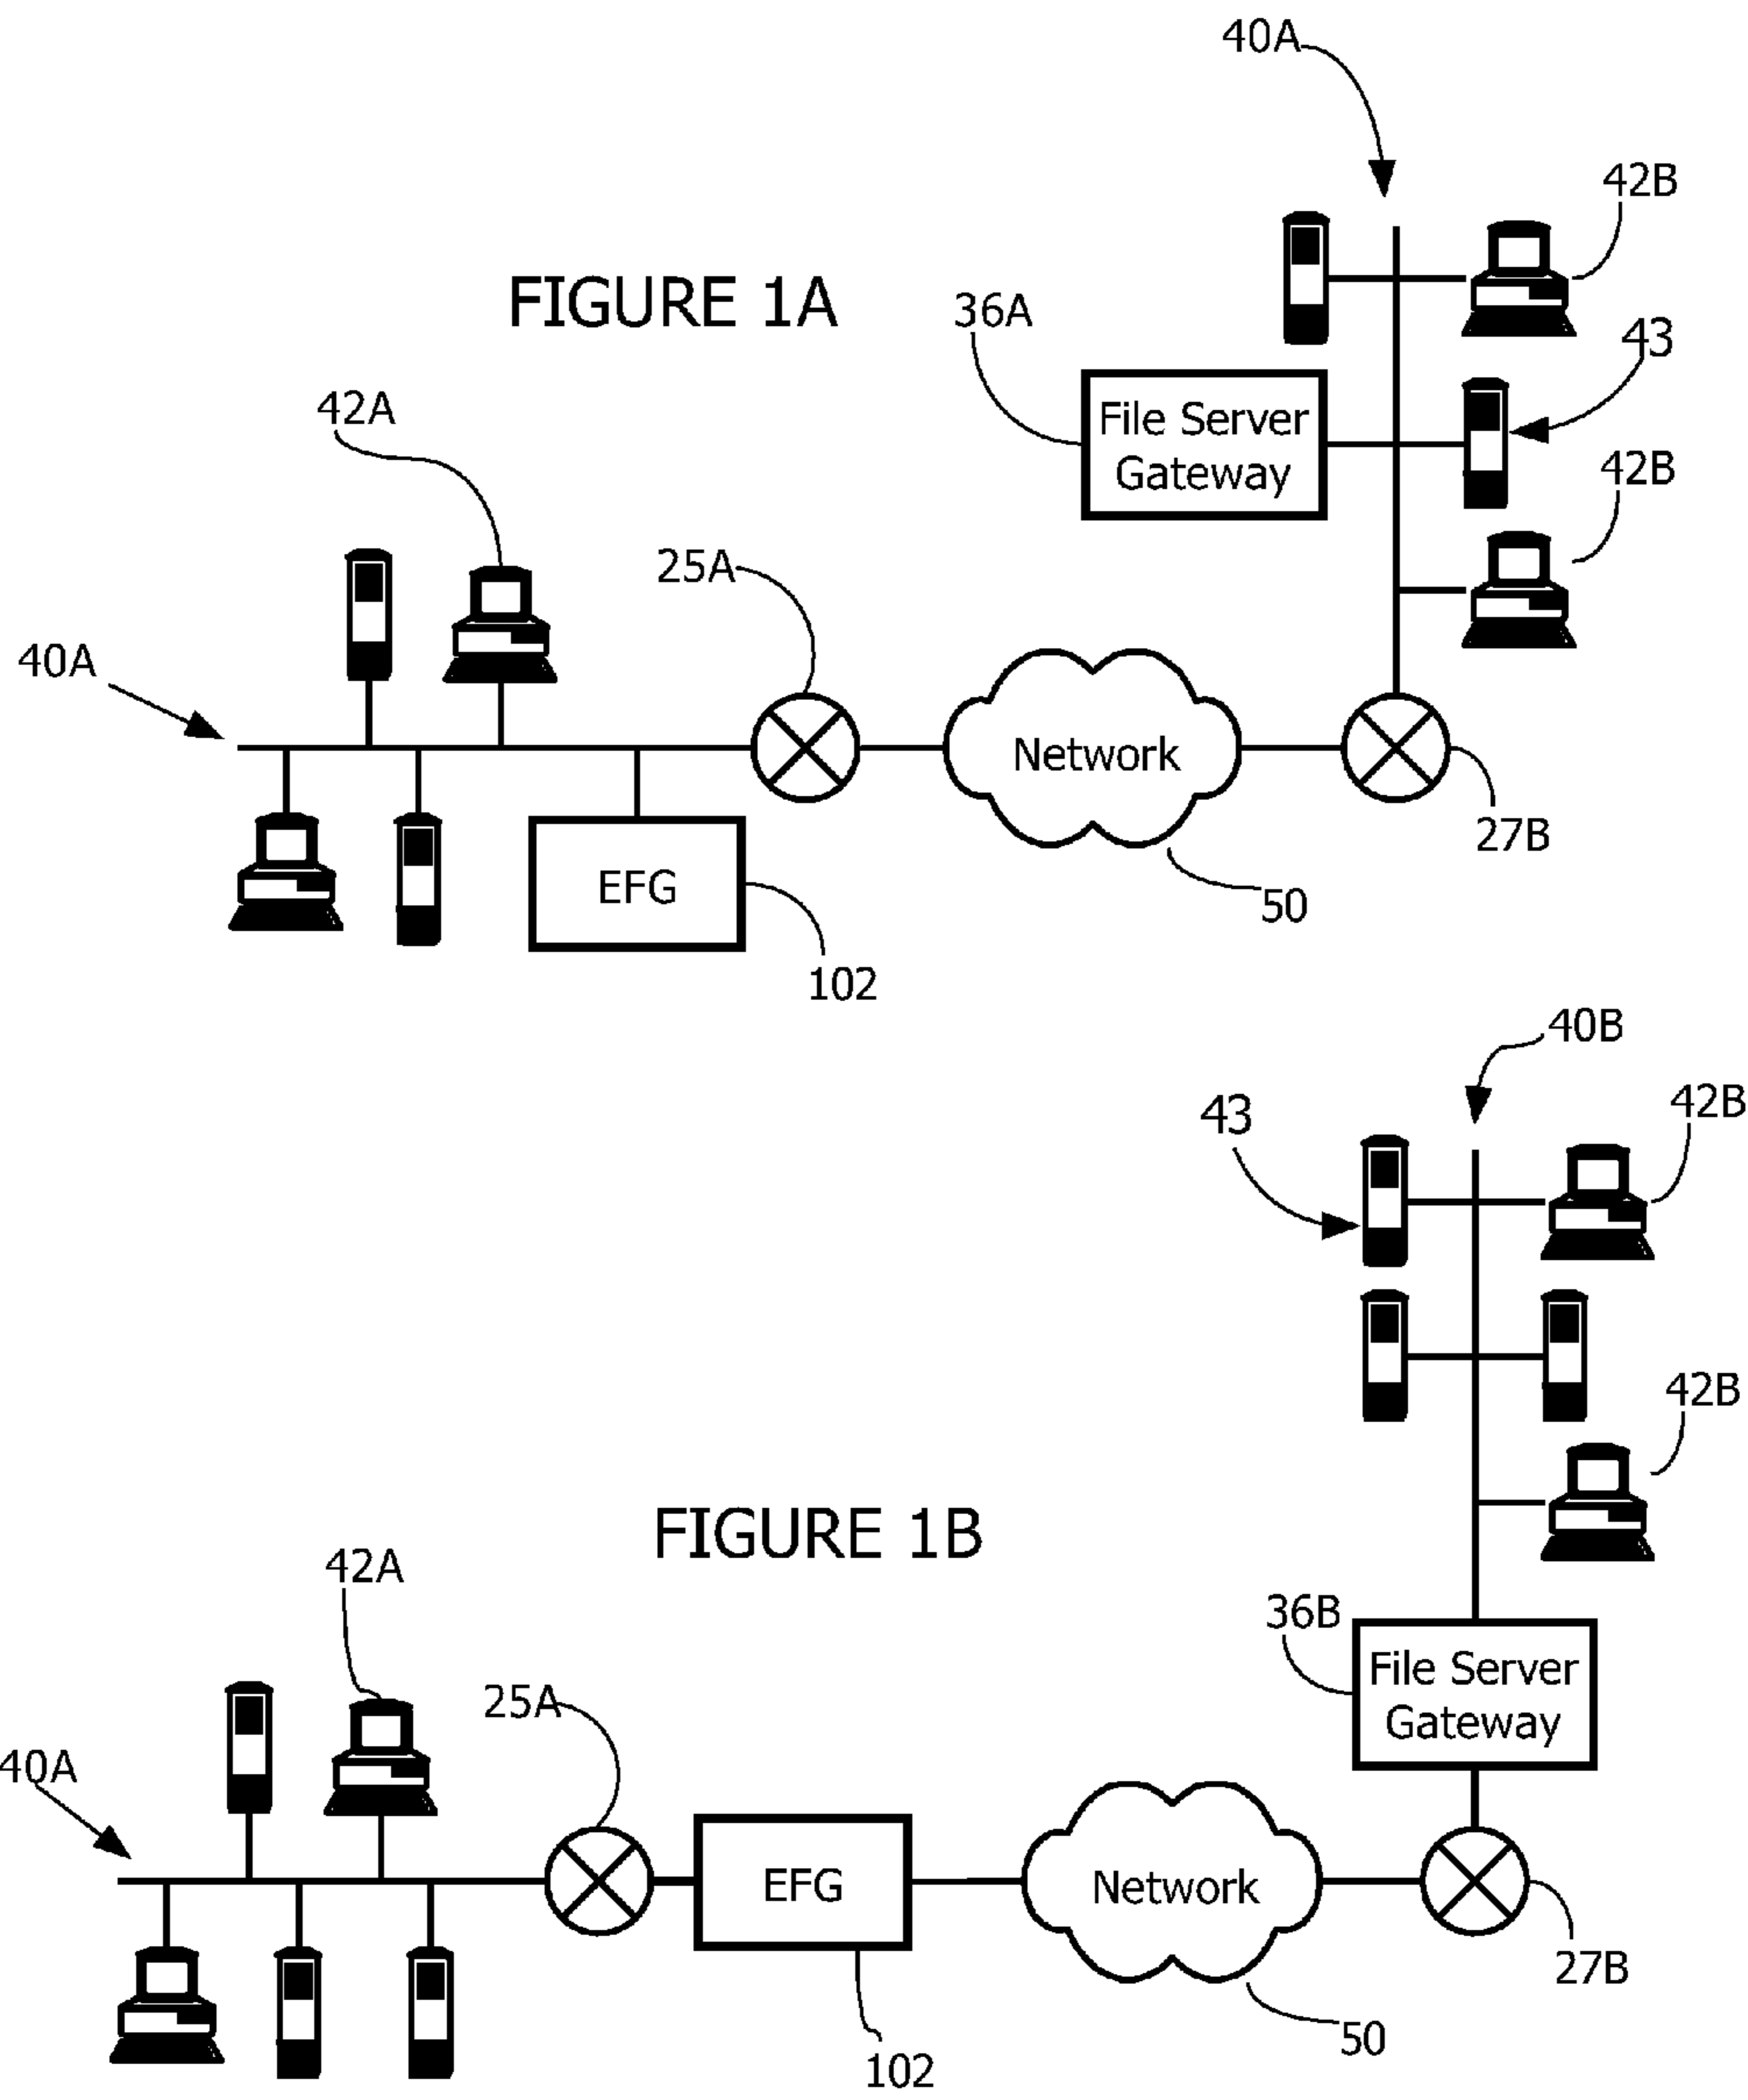 40A
42B
FIGURE 1A
36A
43
File Server
Gateway
42A
42B
25A
40A
Network
27B
EFG
50
102
40B
43
42B
42B
FIGURE 1B
42A
36B
File Server
Gateway
25A
40A
EFG
Network
27B
50
102